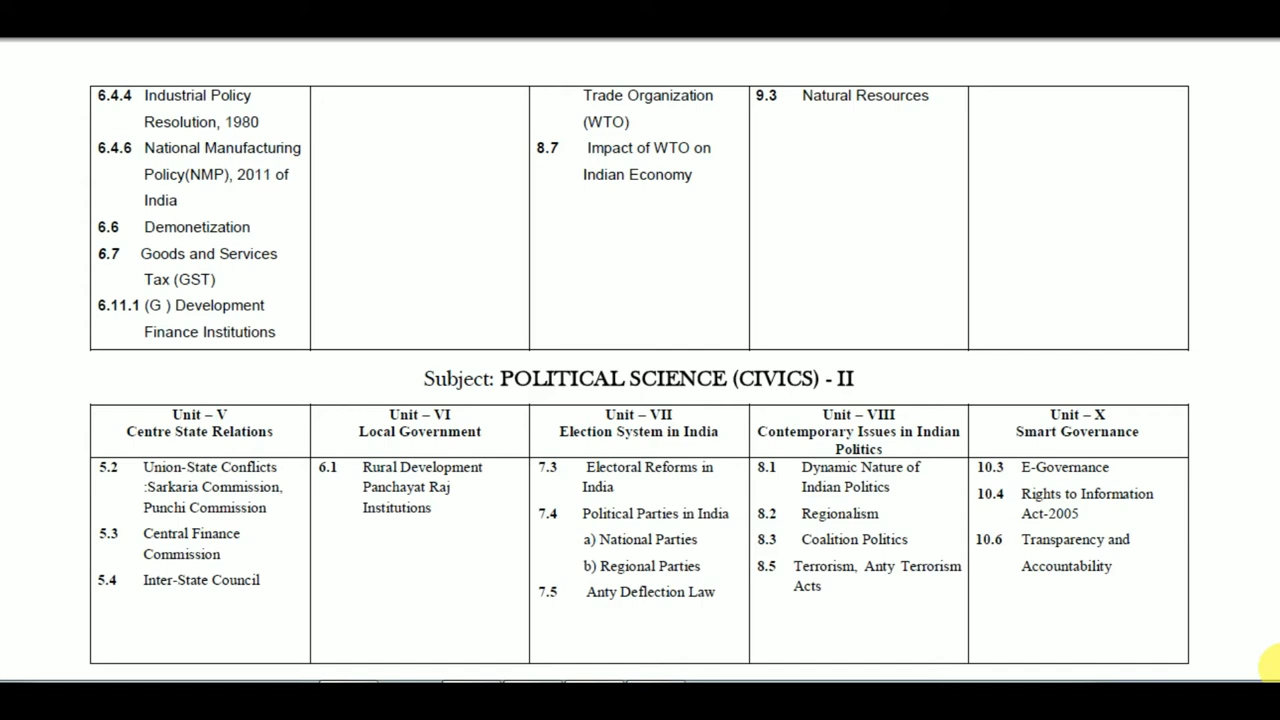 6.4.4 Industrial Policy
Resolution, 1980
6.4.6 National Manufacturing
Policy(NMP), 2011 of
India
6.6 Demonetization
6.7 Goods and Services
Tax (GST)
6.11.1 (G ) Development
Finance Institutions
Trade Organization
(WTO)
8.7 Impact of WTO on
Indian Economy
9.3 Natural Resources
Subject: POLITICAL SCIENCE (CIVICS) - II
Unit – V
Centre State Relations
5.2 Union-State Conflicts
:Sarkaria Commission,
Punchi Commission
5.3 Central Finance
Commission
5.4 Inter-State Council
Unit – VI
Local Government
6.1 Rural Development
Panchayat Raj
Institutions
Unit – VII
Election System in India
7.3 Electoral Reforms in
India
7.4 Political Parties in India
a) National Parties
b) Regional Parties
7.5 Anty Deflection Law
Unit – VIII
Contemporary Issues in Indian
Politics
8.1 Dynamic Nature of
Indian Politics
8.2 Regionalism
8.3 Coalition Politics
8.5 Terrorism, Anty Terrorism
Acts
Unit – X
Smart Governance
10.3 E-Governance
10.4 Rights to Information
Act-2005
10.6 Transparency and
Accountability